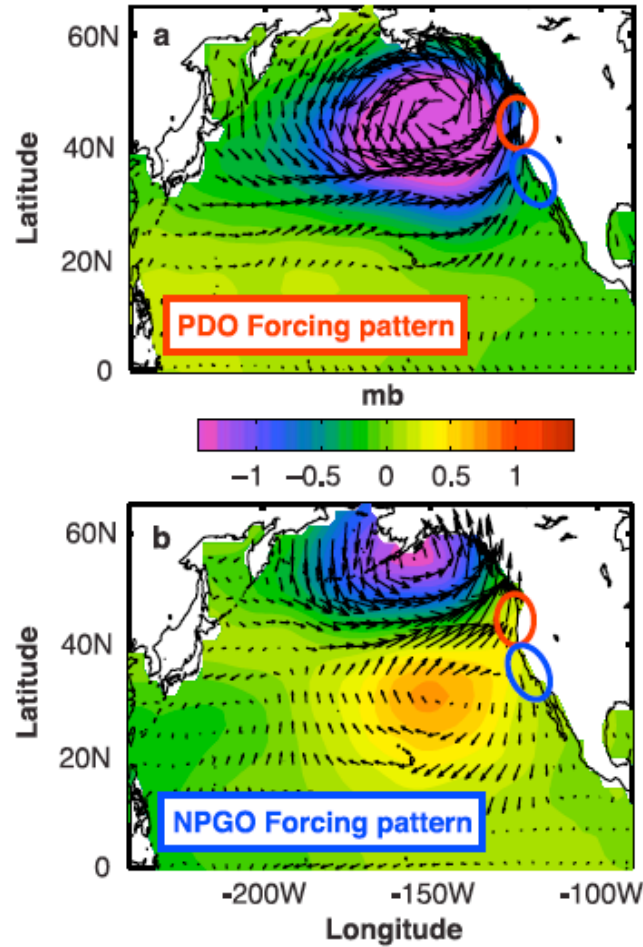 60N
a
40N
Latitude
20N
PDO Forcing pattern
0
mb
−1 −0.5 0 0.5 1
60N
b
40N
Latitude
20N
NPGO Forcing pattern
0
-200W -150W -100W
Longitude